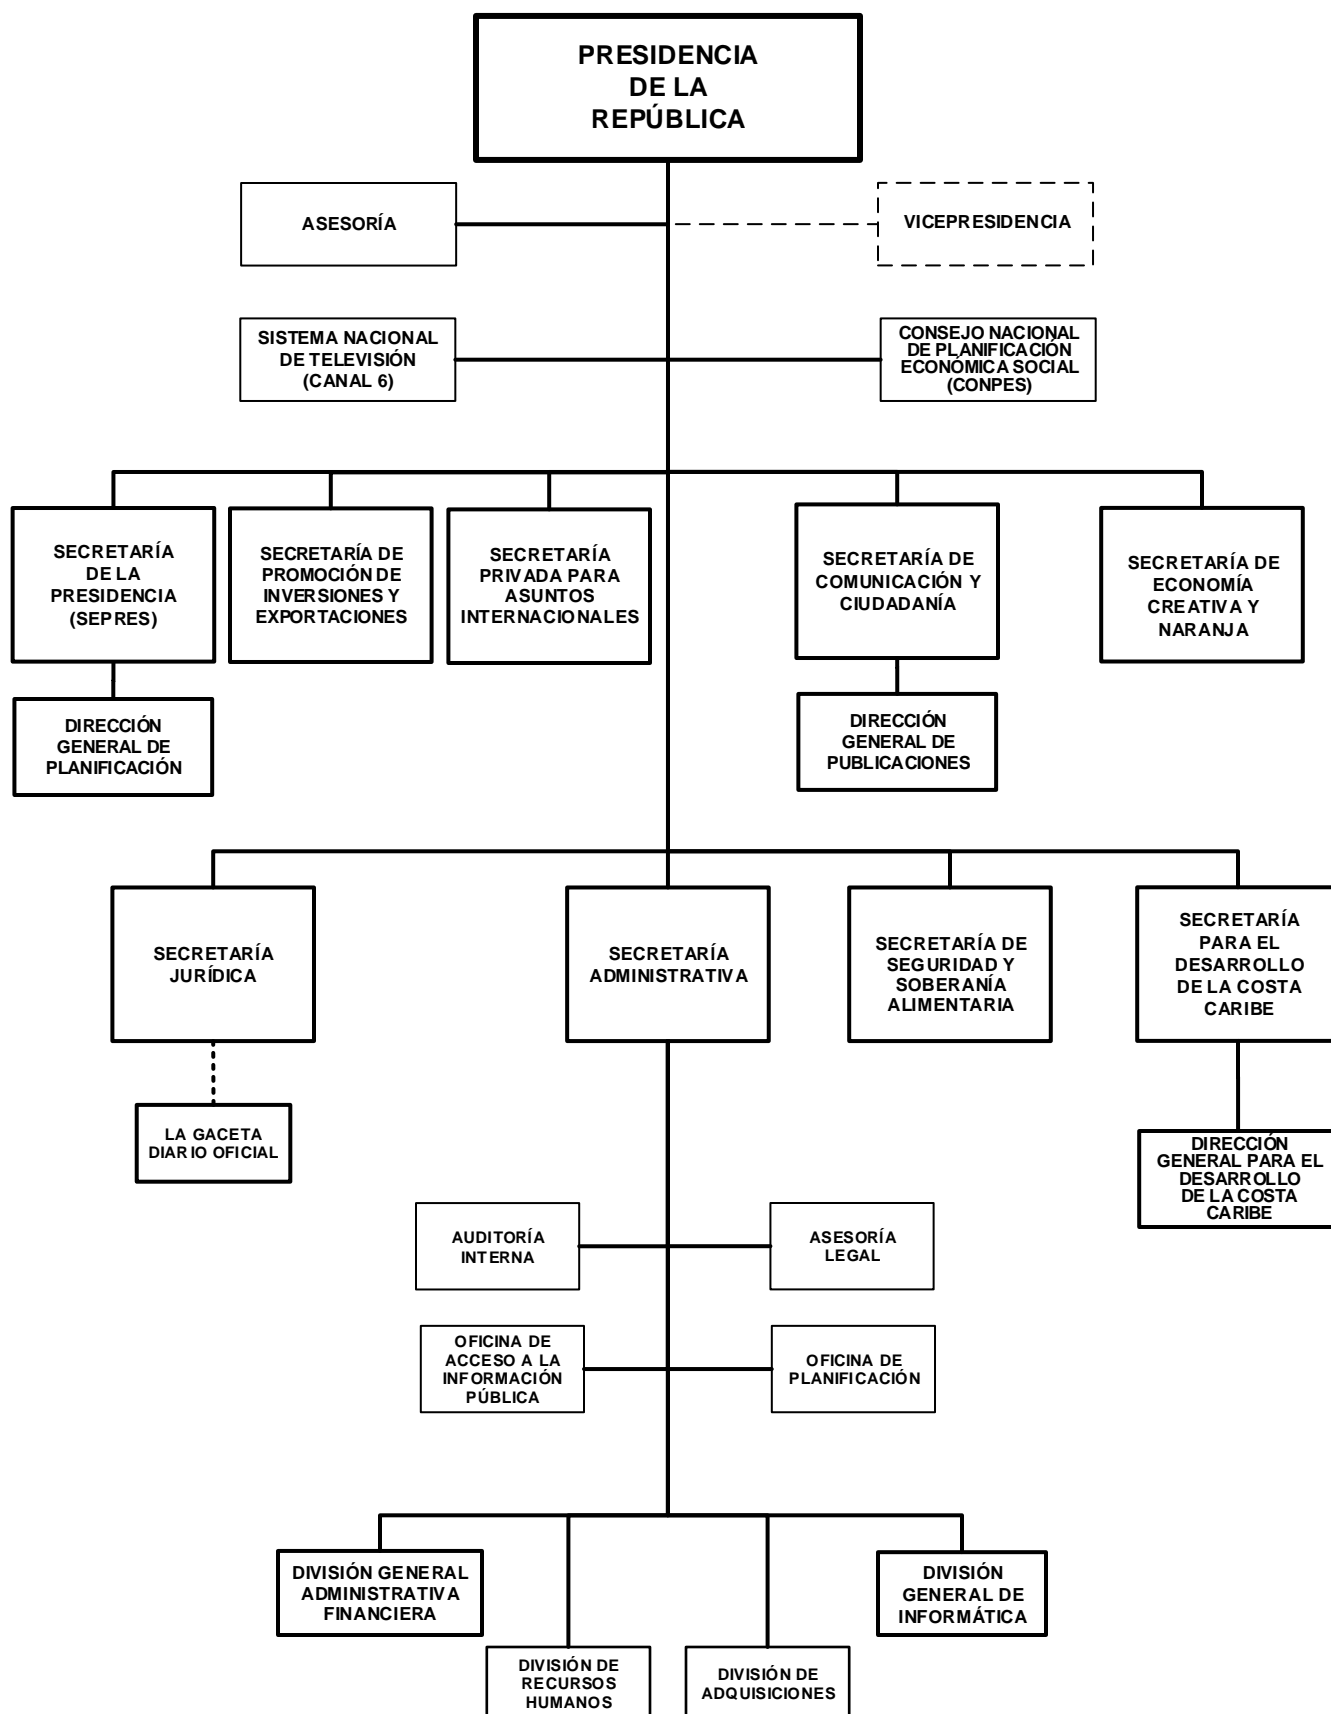 PRESIDENCIA
DE LA
REPÚBLICA
ASESORÍA
VICEPRESIDENCIA
SISTEMA NACIONAL
DE TELEVISIÓN
(CANAL 6)
CONSEJO NACIONAL
DE PLANIFICACIÓN
ECONÓMICA SOCIAL
(CONPES)
SECRETARÍA
DE LA
PRESIDENCIA
(SEPRES)
SECRETARÍA DE
PROMOCIÓN DE
INVERSIONES Y
EXPORTACIONES
SECRETARÍA
PRIVADA PARA
ASUNTOS
INTERNACIONALES
SECRETARÍA DE
COMUNICACIÓN Y
CIUDADANÍA
SECRETARÍA DE
ECONOMÍA
CREATIVA Y
NARANJA
DIRECCIÓN
GENERAL DE
PLANIFICACIÓN
DIRECCIÓN
GENERAL DE
PUBLICACIONES
SECRETARÍA
JURÍDICA
SECRETARÍA
ADMINISTRATIVA
SECRETARÍA DE
SEGURIDAD Y
SOBERANÍA
ALIMENTARIA
SECRETARÍA
PARA EL
DESARROLLO
DE LA COSTA
CARIBE
LA GACETA
DIARIO OFICIAL
DIRECCIÓN
GENERAL PARA EL
DESARROLLO
DE LA COSTA
CARIBE
AUDITORÍA
INTERNA
ASESORÍA
LEGAL
OFICINA DE
ACCESO A LA
INFORMACIÓN
PÚBLICA
OFICINA DE
PLANIFICACIÓN
DIVISIÓN GENERAL
ADMINISTRATIVA
FINANCIERA
DIVISIÓN
GENERAL DE
INFORMÁTICA
DIVISIÓN DE
RECURSOS
HUMANOS
DIVISIÓN DE
ADQUISICIONES